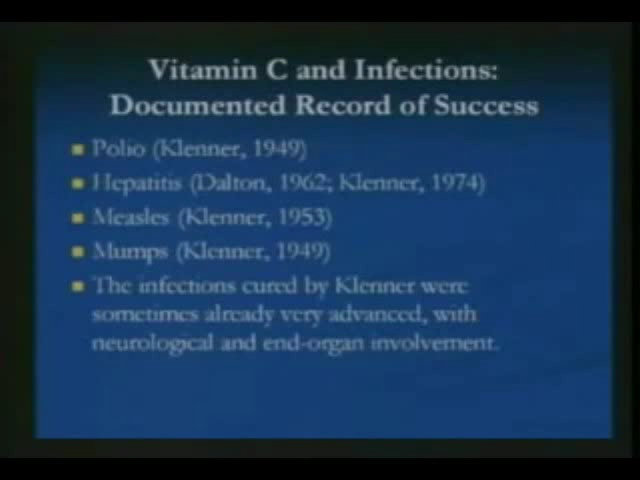 Vitamin C and Infections:
Documented Record of Success
Polio (Klenner, 1949)
Hepatitis (Dalton, 1962; Klenner, 1974)
Measles (Klenner, 1953)
Mumps (Klenner, 1949)
The infections cured by Klenner were
sometimes already very advanced, with
neurological and end-organ involvement.